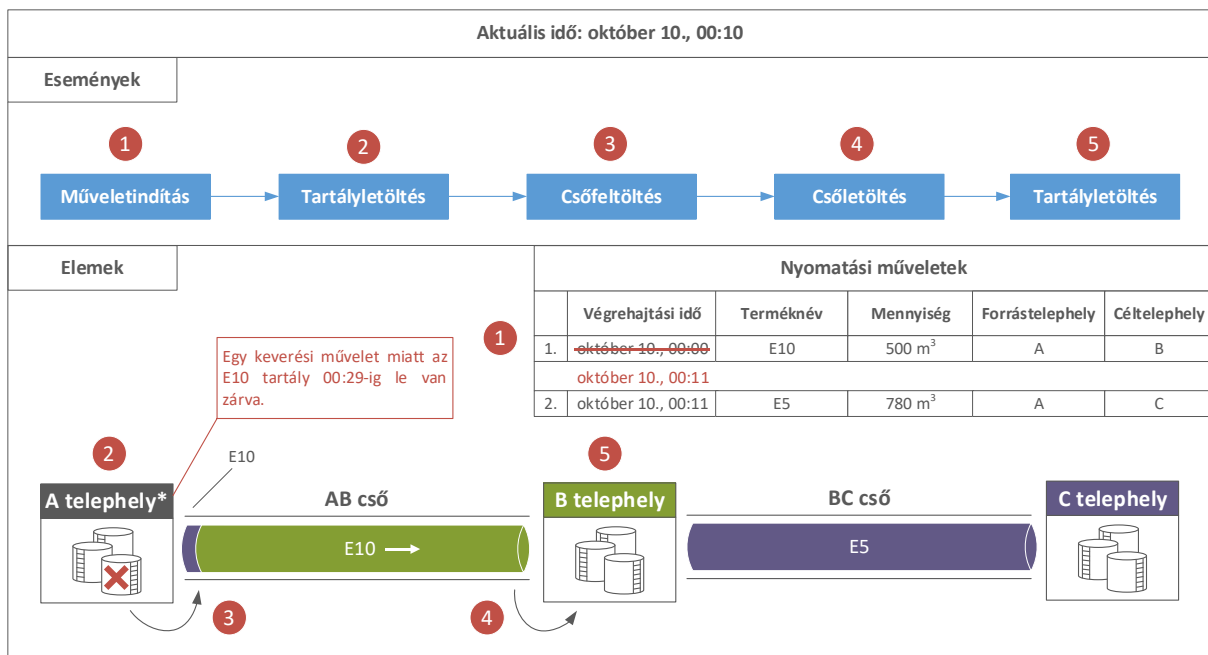 Aktuális idő: október 10., 00:10
Események
1
2
3
4
5
Műveletindítás
Tartályletöltés
Csőfeltöltés
Csőletöltés
Tartályletöltés
Elemek
Nyomatási műveletek
Végrehajtási idő Terméknév Mennyiség Forrástelephely Céltelephely
1
1. október 10., 00:00 E10 500 m³ A B
október 10., 00:11
2. október 10., 00:11 E5 780 m³ A C
Egy keverési művelet miatt az
E10 tartály 00:29-ig le van
zárva.
2
E10
5
A telephely*
AB cső
B telephely
BC cső
C telephely
E10
E5
3
4